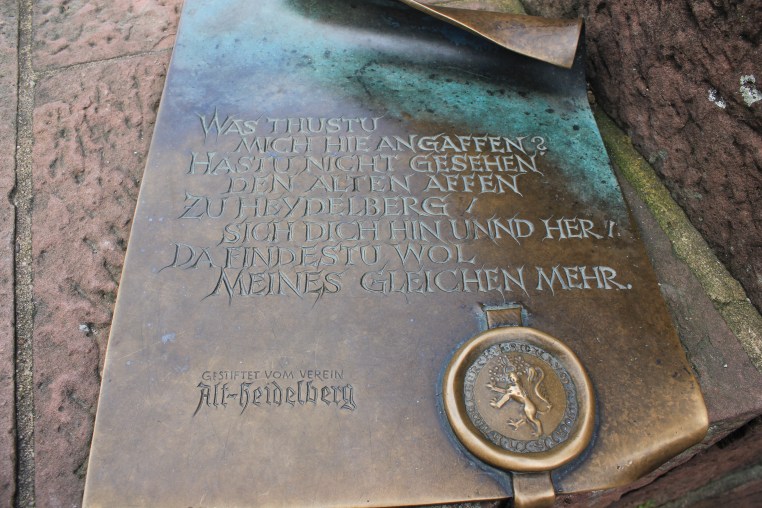 WAS THUSTU
MICH HIE ANGAFFEN?
HASTU NICHT GESEHEN
DEN ALTEN AFFEN
ZU HEYDELBERG /
SICH DICH HIN UNND HER /.
DA FINDESTU WOL
MEINES GLEICHEN MEHR.
GESTIFTET VOM VEREIN
Alt-Heidelberg